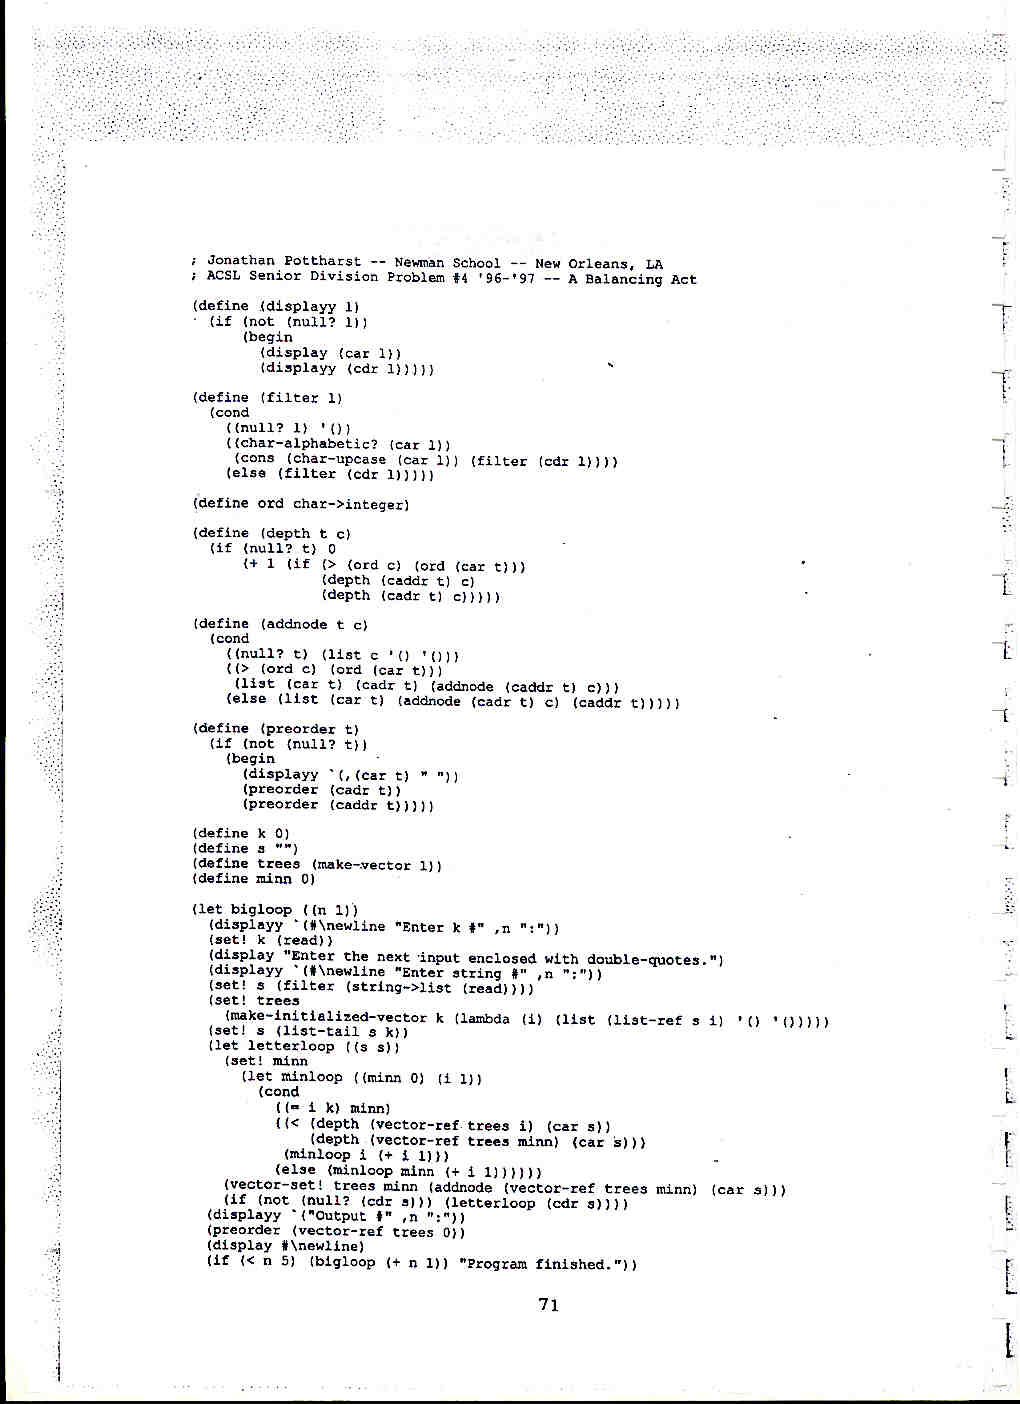 ; Jonathan Pottharst -- Newman School -- New Orleans, LA
; ACSL Senior Division Problem #4 '96-'97 -- A Balancing Act
(define (displayy l)
(if (not (null? l))
(begin
(display (car l))
(displayy (cdr l)))))
(define (filter l)
(cond
((null? l) '())
((char-alphabetic? (car l))
(cons (char-upcase (car l)) (filter (cdr l))))
(else (filter (cdr l)))))
(define ord char->integer)
(define (depth t c)
(if (null? t) 0
(+ 1 (if (> (ord c) (ord (car t)))
(depth (caddr t) c)
(depth (cadr t) c)))))
(define (addnode t c)
(cond
((null? t) (list c '() '()))
((> (ord c) (ord (car t)))
(list (car t) (cadr t) (addnode (caddr t) c)))
(else (list (car t) (addnode (cadr t) c) (caddr t)))))
(define (preorder t)
(if (not (null? t))
(begin
(displayy `(,(car t) " "))
(preorder (cadr t))
(preorder (caddr t)))))
(define k 0)
(define s "")
(define trees (make-vector 1))
(define minn 0)
(let bigloop ((n 1))
(displayy `(#\newline "Enter k #" ,n ":"))
(set! k (read))
(display "Enter the next input enclosed with double-quotes.")
(displayy `(#\newline "Enter string #" ,n ":"))
(set! s (filter (string->list (read))))
(set! trees
(make-initialized-vector k (lambda (i) (list (list-ref s i) '() '()))))
(set! s (list-tail s k))
(let letterloop ((s s))
(set! minn
(let minloop ((minn 0) (i 1))
(cond
((= i k) minn)
((< (depth (vector-ref trees i) (car s))
(depth (vector-ref trees minn) (car s)))
(minloop i (+ i 1)))
(else (minloop minn (+ i 1))))))
(vector-set! trees minn (addnode (vector-ref trees minn) (car s)))
(if (not (null? (cdr s))) (letterloop (cdr s))))
(displayy `("Output #" ,n ":"))
(preorder (vector-ref trees 0))
(display #\newline)
(if (< n 5) (bigloop (+ n 1)) "Program finished."))
71